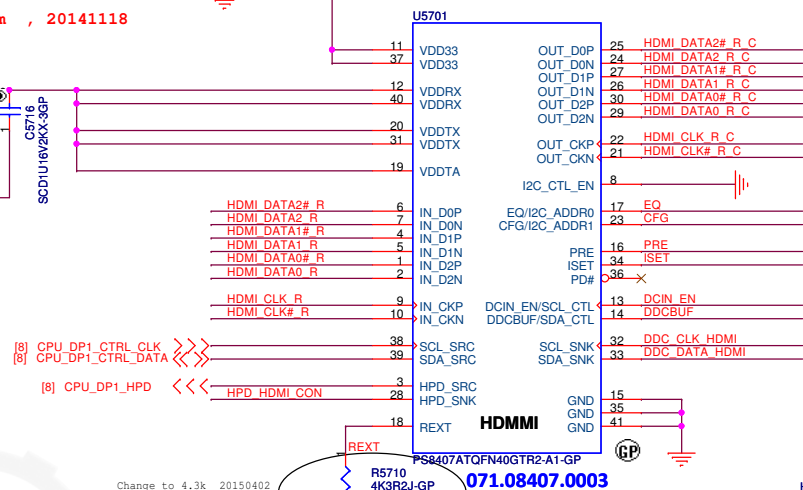 m , 20141118
U5701
11 VDD33 OUT_D0P 25 HDMI_DATA2#_R_C
37 VDD33 OUT_D0N 24 HDMI_DATA2_R_C
OUT_D1P 27 HDMI_DATA1#_R_C
12 VDDRX OUT_D1N 26 HDMI_DATA1_R_C
40 VDDRX OUT_D2P 30 HDMI_DATA0#_R_C
OUT_D2N 29 HDMI_DATA0_R_C
20 VDDTX
31 VDDTX OUT_CKP 22 HDMI_CLK_R_C
OUT_CKN 21 HDMI_CLK#_R_C
19 VDDTA
I2C_CTL_EN 8
1
C5716
SCD1U16V2KX-3GP
HDMI_DATA2#_R 6 IN_D0P EQ/I2C_ADDR0 17 EQ
HDMI_DATA2_R 7 IN_D0N CFG/I2C_ADDR1 23 CFG
HDMI_DATA1#_R 4 IN_D1P
HDMI_DATA1_R 5 IN_D1N PRE 16 PRE
HDMI_DATA0#_R 1 IN_D2P ISET 34 ISET
HDMI_DATA0_R 2 IN_D2N PD# 36
HDMI_CLK_R 9 IN_CKP DCIN_EN/SCL_CTL 13 DCIN_EN
HDMI_CLK#_R 10 IN_CKN DDCBUF/SDA_CTL 14 DDCBUF
[8] CPU_DP1_CTRL_CLK 38 SCL_SRC SCL_SNK 32 DDC_CLK_HDMI
[8] CPU_DP1_CTRL_DATA 39 SDA_SRC SDA_SNK 33 DDC_DATA_HDMI
[8] CPU_DP1_HPD 3 HPD_SRC
HPD_HDMI_CON 28 HPD_SNK GND 15
GND 35
18 REXT HDMMI GND 41
REXT
GP
PS8407ATQFN40GTR2-A1-GP
R5710
071.08407.0003
Change to 4.3k 20150402
4K3R2J-GP